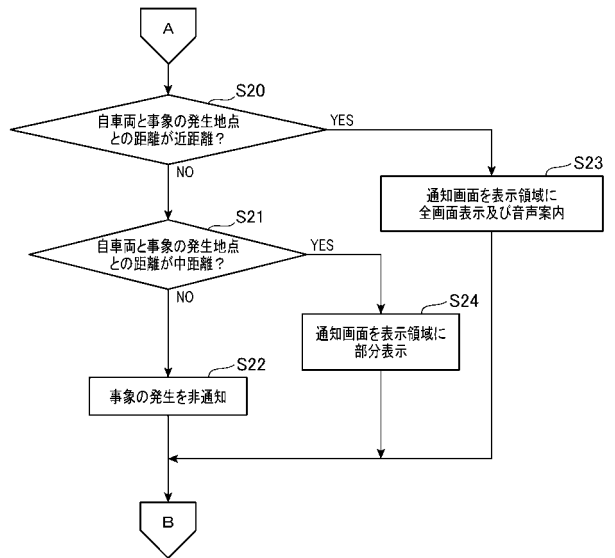 A
S20
自車両と事象の発生地点
との距離が近距離?
YES
NO
S23
通知画面を表示領域に
全画面表示及び音声案内
S21
自車両と事象の発生地点
との距離が中距離?
YES
NO
S24
通知画面を表示領域に
部分表示
S22
事象の発生を非通知
B